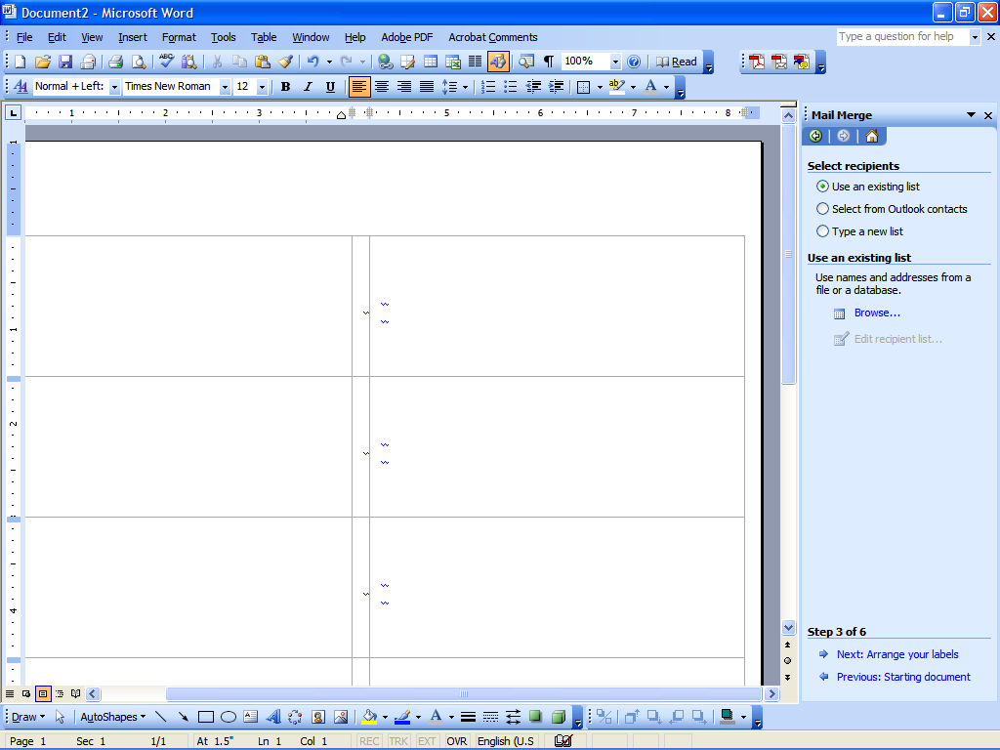 Document2 - Microsoft Word
File Edit View Insert Format Tools Table Window Help Adobe PDF Acrobat Comments Type a question for help
100% Read
Normal + Left: Times New Roman 12 B I U A
1 2 3 5 6 7 8
Mail Merge
Select recipients
Use an existing list
Select from Outlook contacts
Type a new list
Use an existing list
Use names and addresses from a
file or a database.
Browse...
Edit recipient list...
1
2
4
Step 3 of 6
Next: Arrange your labels
Previous: Starting document
Draw AutoShapes A
Page 1 Sec 1 1/1 At 1.5" Ln 1 Col 1 REC TRK EXT OVR English (U.S